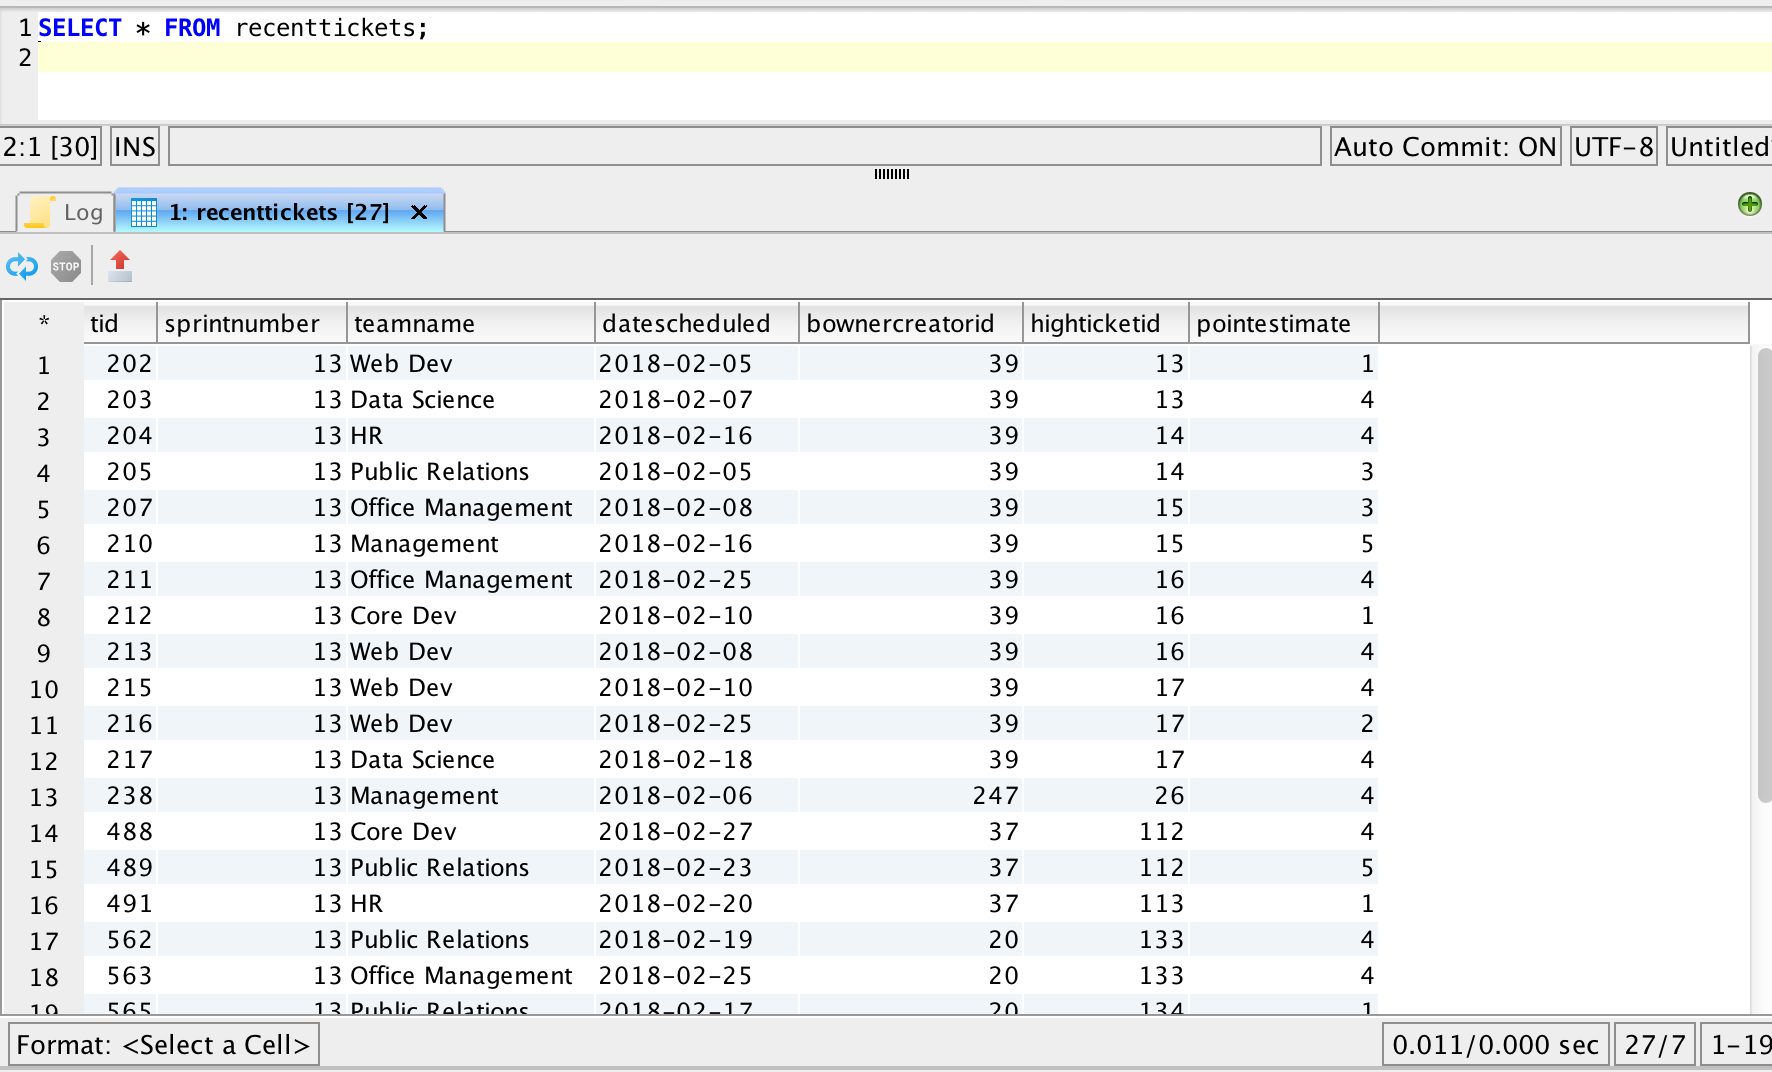 1 SELECT * FROM recenttickets;
2
2:1 [30] INS Auto Commit: ON UTF-8 Untitled
Log 1: recenttickets [27] ×
STOP
* tid sprintnumber teamname datescheduled bownercreatorid highticketid pointestimate
1 202 13 Web Dev 2018-02-05 39 13 1
2 203 13 Data Science 2018-02-07 39 13 4
3 204 13 HR 2018-02-16 39 14 4
4 205 13 Public Relations 2018-02-05 39 14 3
5 207 13 Office Management 2018-02-08 39 15 3
6 210 13 Management 2018-02-16 39 15 5
7 211 13 Office Management 2018-02-25 39 16 4
8 212 13 Core Dev 2018-02-10 39 16 1
9 213 13 Web Dev 2018-02-08 39 16 4
10 215 13 Web Dev 2018-02-10 39 17 4
11 216 13 Web Dev 2018-02-25 39 17 2
12 217 13 Data Science 2018-02-18 39 17 4
13 238 13 Management 2018-02-06 247 26 4
14 488 13 Core Dev 2018-02-27 37 112 4
15 489 13 Public Relations 2018-02-23 37 112 5
16 491 13 HR 2018-02-20 37 113 1
17 562 13 Public Relations 2018-02-19 20 133 4
18 563 13 Office Management 2018-02-25 20 133 4
19 565 13 Public Relations 2018-02-17 20 134 1
Format: <Select a Cell> 0.011/0.000 sec 27/7 1-19